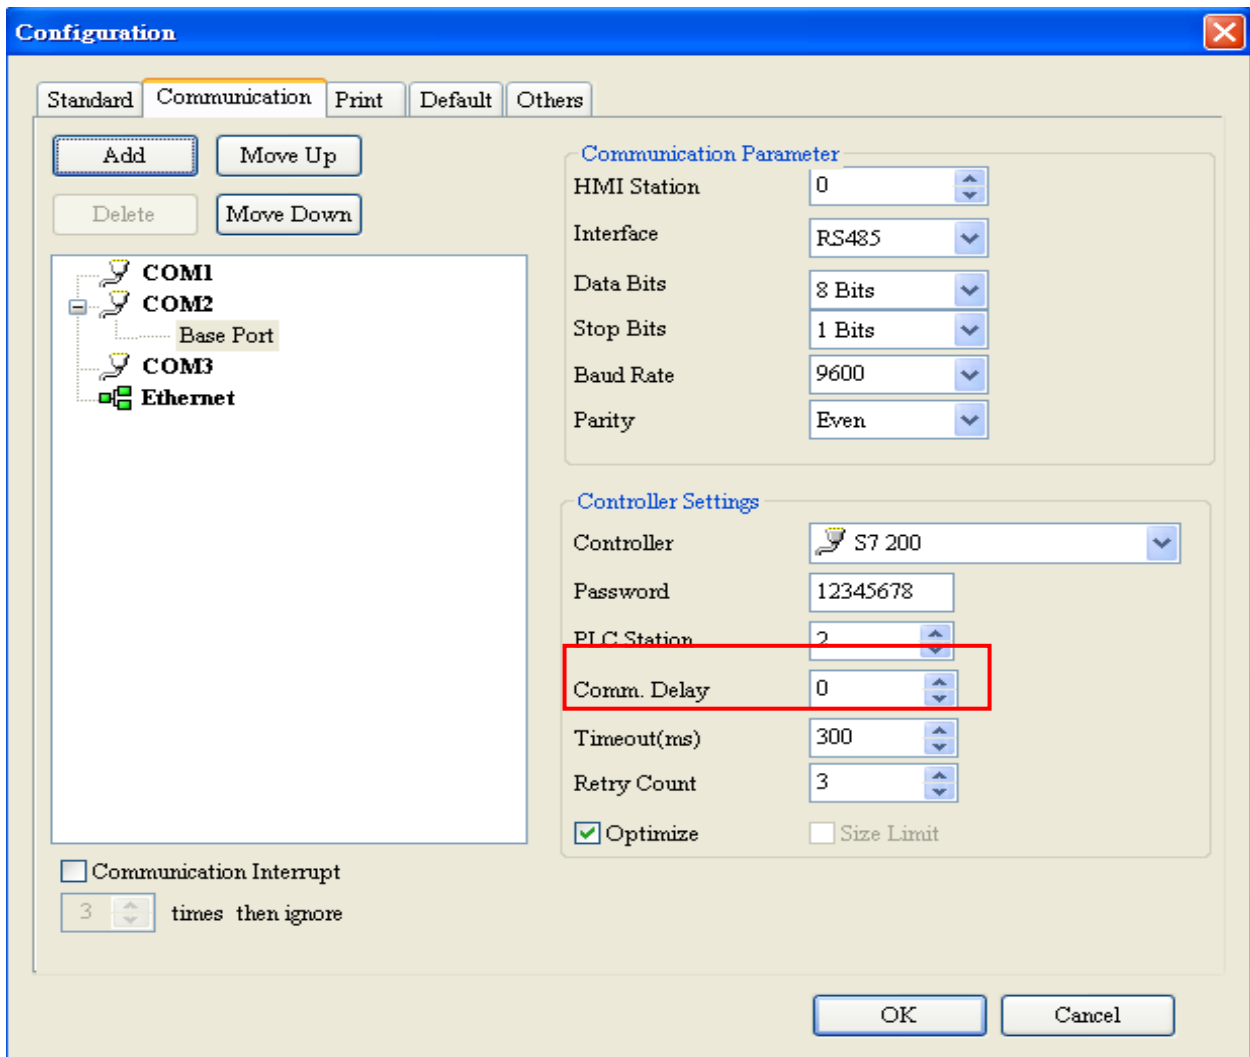 Configuration
Standard Communication Print Default Others
Add Move Up
Delete Move Down
COM1
COM2
Base Port
COM3
Ethernet
Communication Interrupt
3 times then ignore
Communication Parameter
HMI Station 0
Interface RS485
Data Bits 8 Bits
Stop Bits 1 Bits
Baud Rate 9600
Parity Even
Controller Settings
Controller S7 200
Password 12345678
PLC Station 2
Comm. Delay 0
Timeout(ms) 300
Retry Count 3
Optimize Size Limit
OK Cancel